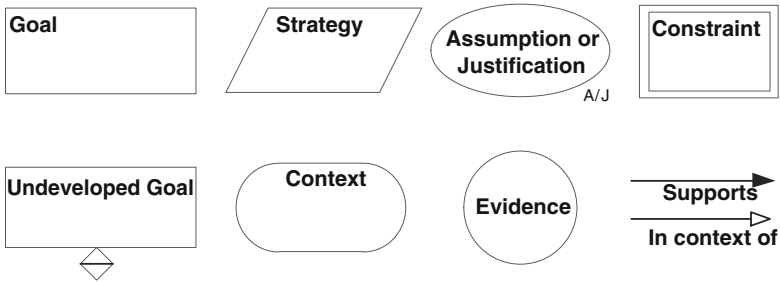 Goal
Strategy
Assumption or
Justification
A/J
Constraint
Undeveloped Goal
Context
Evidence
Supports
In context of